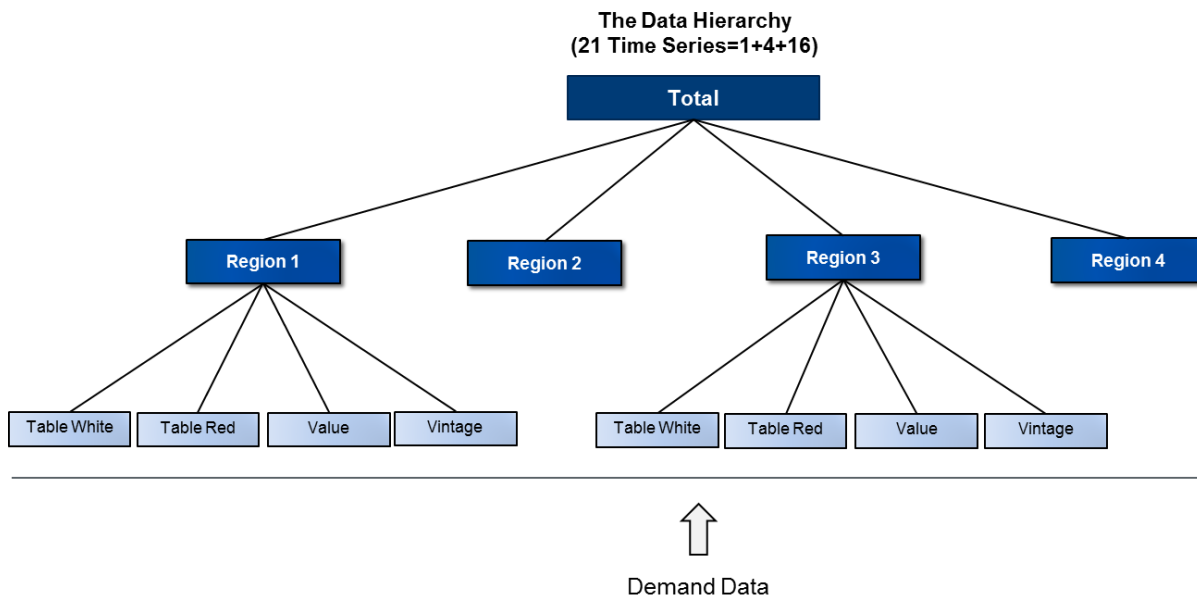 The Data Hierarchy
(21 Time Series=1+4+16)
Total
Region 1
Region 2
Region 3
Region 4
Table White
Table Red
Value
Vintage
Table White
Table Red
Value
Vintage
Demand Data